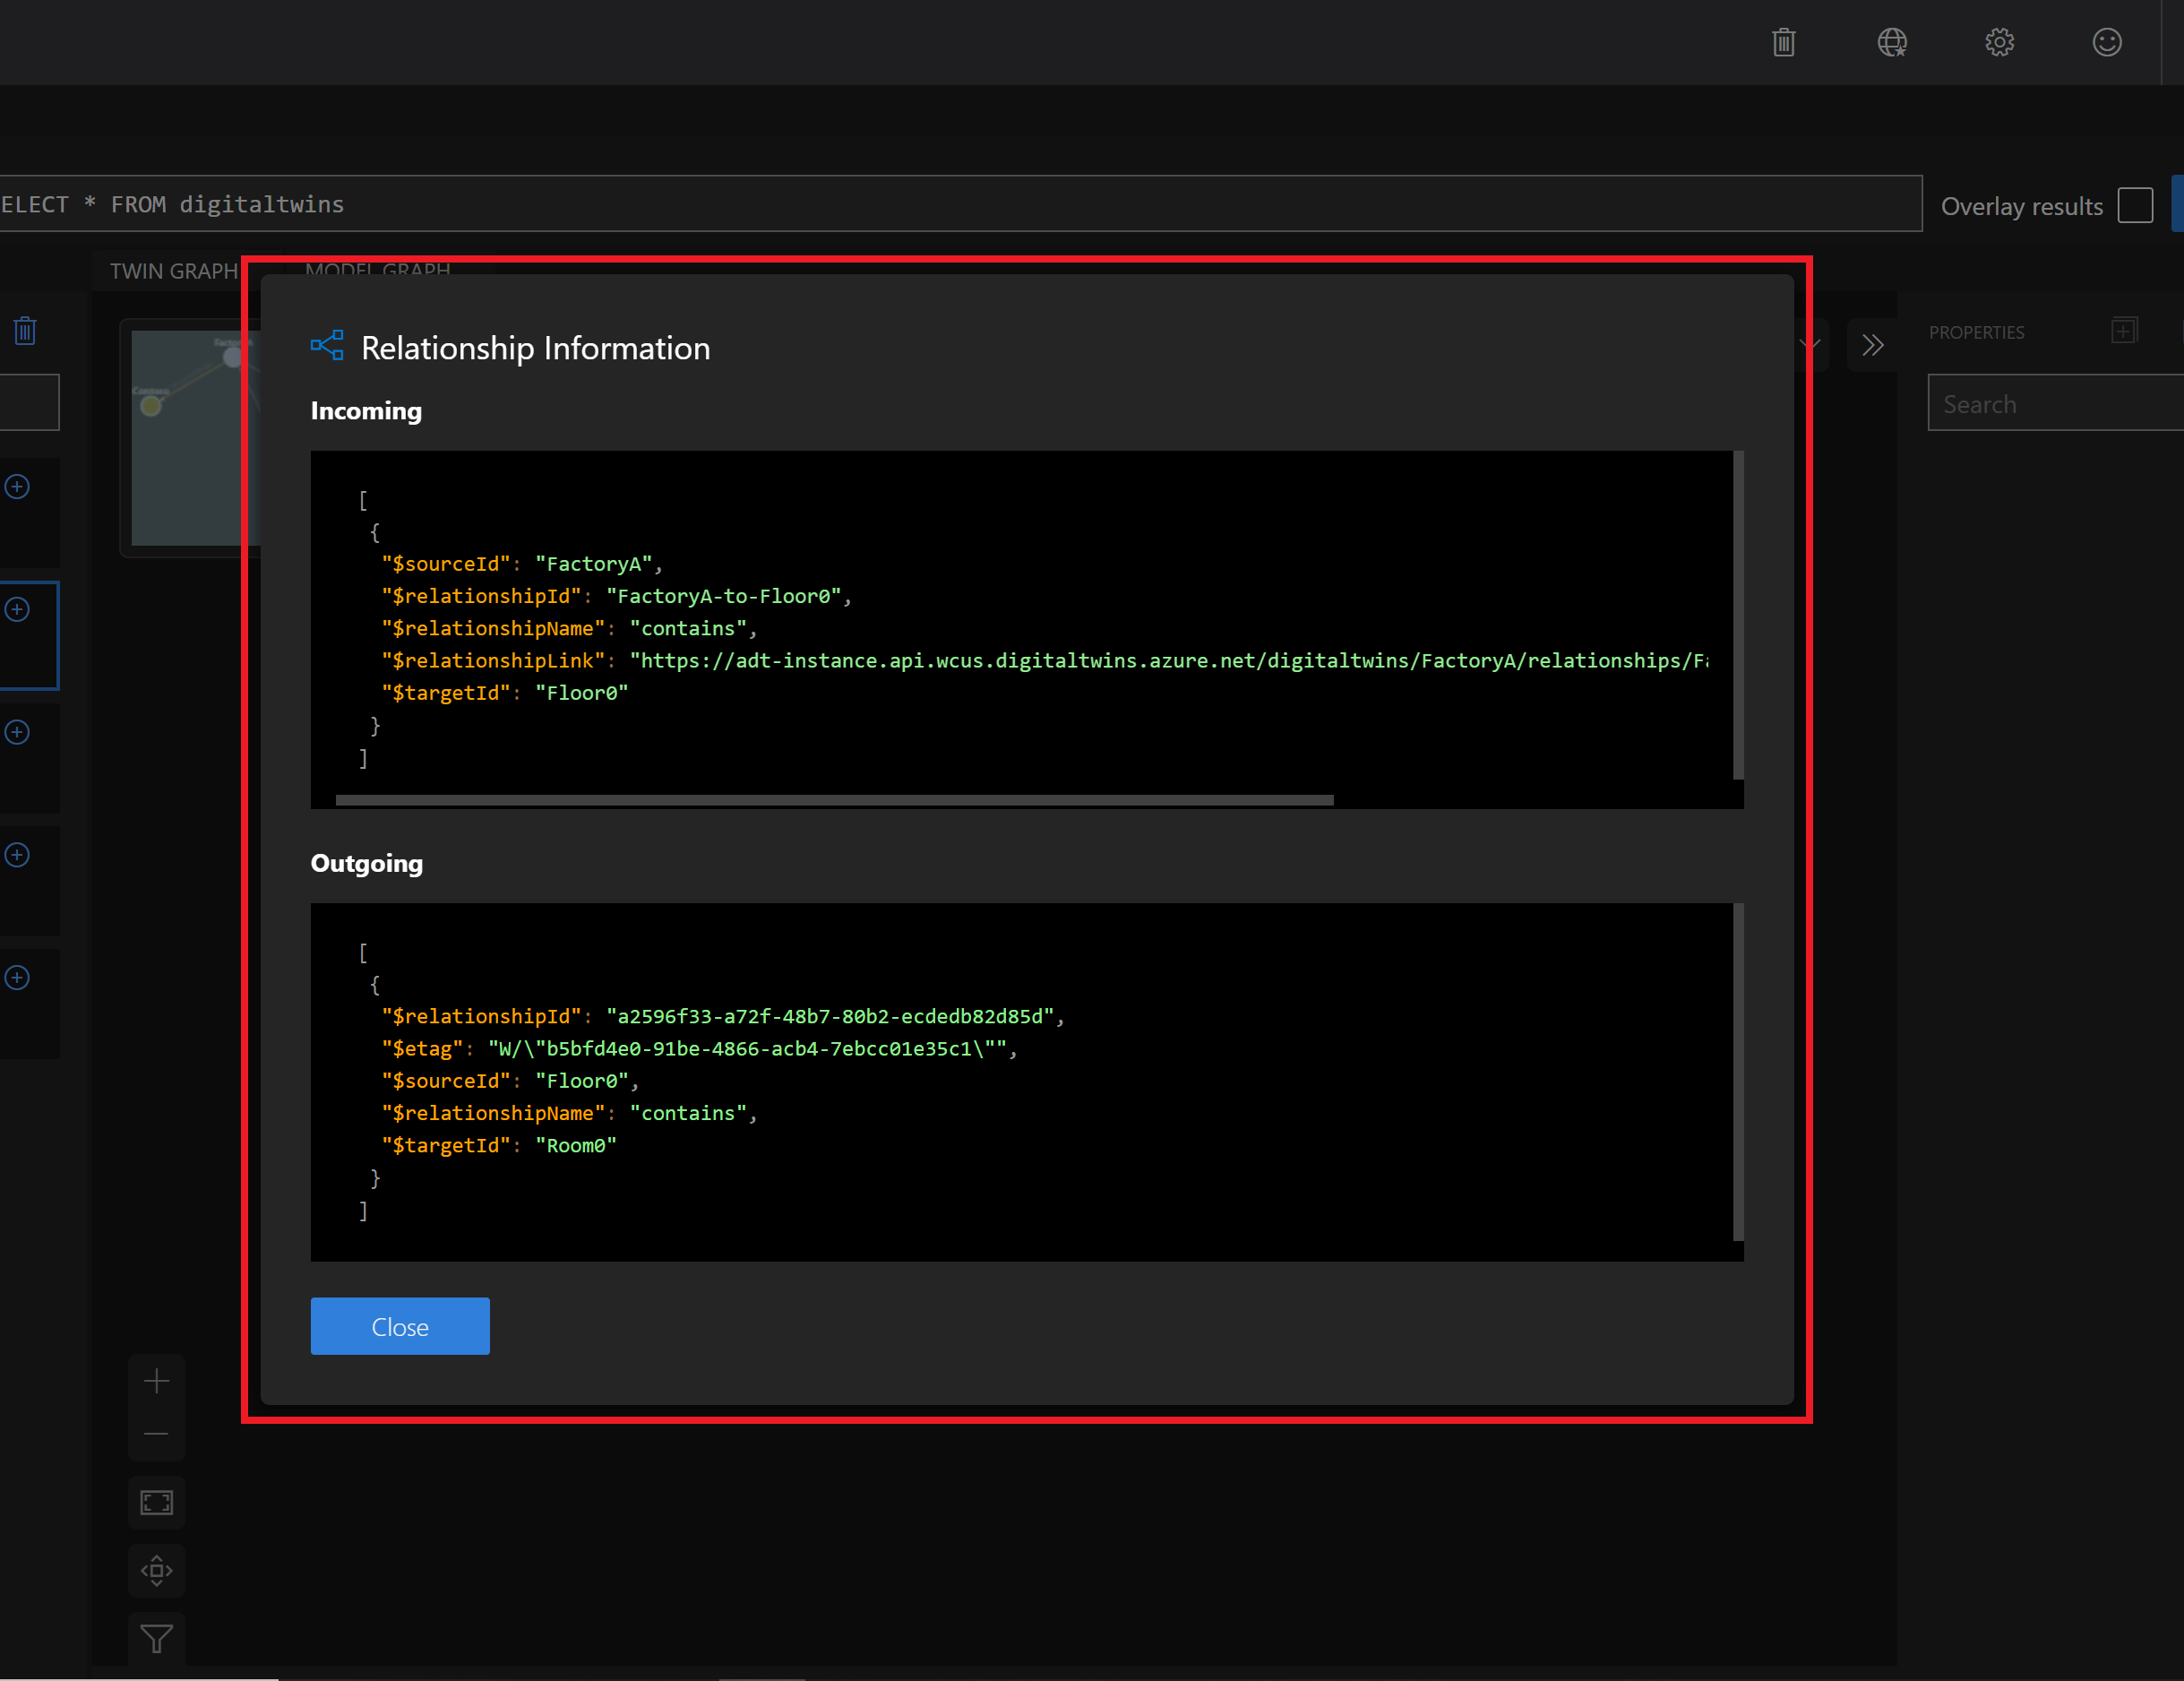 ELECT * FROM digitaltwins
Overlay results
TWIN GRAPH
MODEL GRAPH
PROPERTIES
Search
Relationship Information
Incoming
[
{
"$sourceId": "FactoryA",
"$relationshipId": "FactoryA-to-Floor0",
"$relationshipName": "contains",
"$relationshipLink": "https://adt-instance.api.wcus.digitaltwins.azure.net/digitaltwins/FactoryA/relationships/Fa
"$targetId": "Floor0"
}
]
Outgoing
[
{
"$relationshipId": "a2596f33-a72f-48b7-80b2-ecdedb82d85d",
"$etag": "W/\"b5bfd4e0-91be-4866-acb4-7ebcc01e35c1\"",
"$sourceId": "Floor0",
"$relationshipName": "contains",
"$targetId": "Room0"
}
]
Close